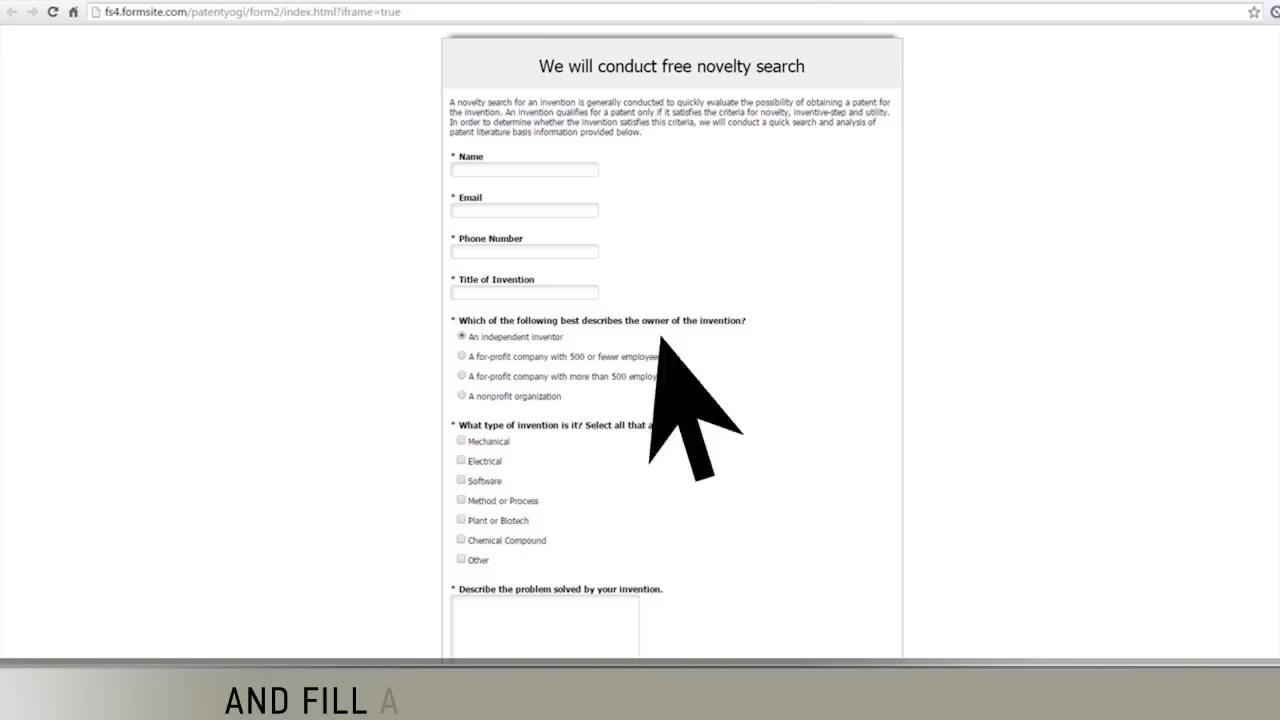 fs4.formsite.com/patentyogi/form2/index.html?iframe=true
We will conduct free novelty search
A novelty search for an invention is generally conducted to quickly evaluate the possibility of obtaining a patent for
the invention. An invention qualifies for a patent only if it satisfies the criteria for novelty, inventive-step and utility.
In order to determine whether the invention satisfies this criteria, we will conduct a quick search and analysis of
patent literature basis information provided below.
* Name
* Email
* Phone Number
* Title of Invention
* Which of the following best describes the owner of the invention?
An independent inventor
A for-profit company with 500 or fewer employee
A for-profit company with more than 500 employ
A nonprofit organization
* What type of invention is it? Select all that a
Mechanical
Electrical
Software
Method or Process
Plant or Biotech
Chemical Compound
Other
* Describe the problem solved by your invention.
AND FILL A